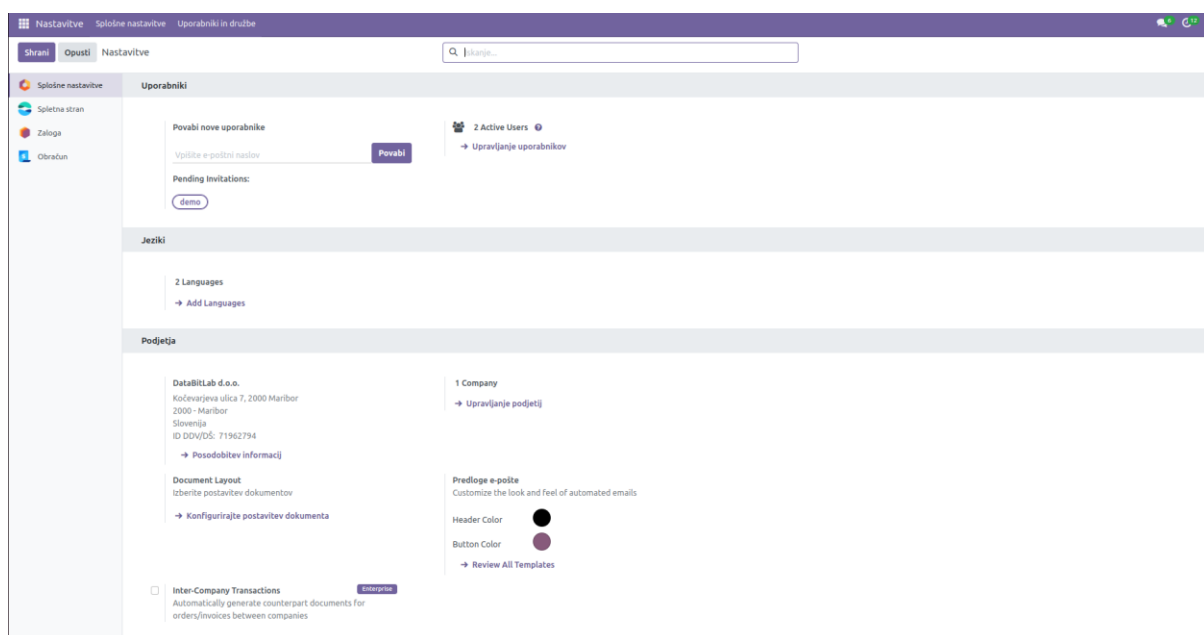 Nastavitve Splošne nastavitve Uporabniki in družbe 6 12
Shrani Opusti Nastavitve Iskanje...
Splošne nastavitve
Spletna stran
Zaloga
Obračun
Uporabniki
Povabi nove uporabnike
Vpišite e-poštni naslov Povabi
Pending Invitations:
demo
2 Active Users ?
→ Upravljanje uporabnikov
Jeziki
2 Languages
→ Add Languages
Podjetja
DataBitLab d.o.o.
Kočevarjeva ulica 7, 2000 Maribor
2000 - Maribor
Slovenija
ID DDV/DŠ: 71962794
→ Posodobitev informacij
1 Company
→ Upravljanje podjetij
Document Layout
Izberite postavitev dokumentov
→ Konfigurirajte postavitev dokumenta
Predloge e-pošte
Customize the look and feel of automated emails
Header Color
Button Color
→ Review All Templates
Inter-Company Transactions Enterprise
Automatically generate counterpart documents for
orders/invoices between companies